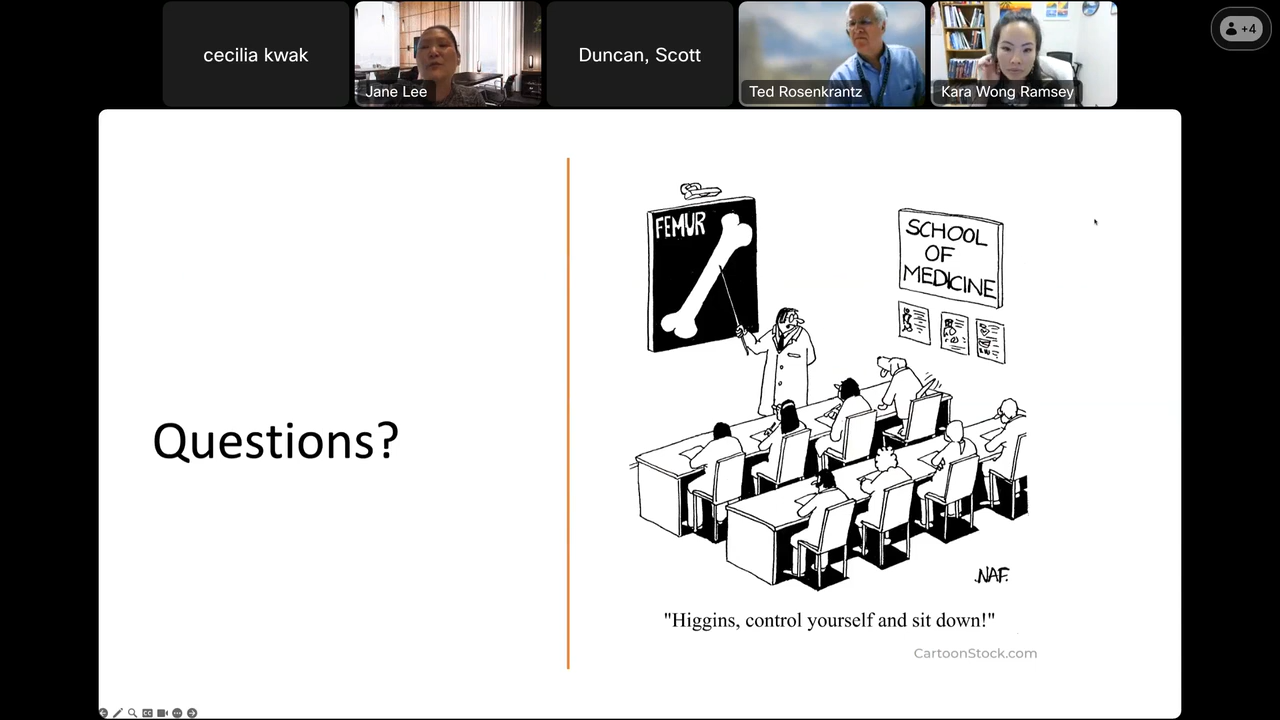 cecilia kwak
Jane Lee
Duncan, Scott
Ted Rosenkrantz
Kara Wong Ramsey
+4
Questions?
FEMUR
SCHOOL
OF
MEDICINE
NAF.
"Higgins, control yourself and sit down!"
CartoonStock.com
CC